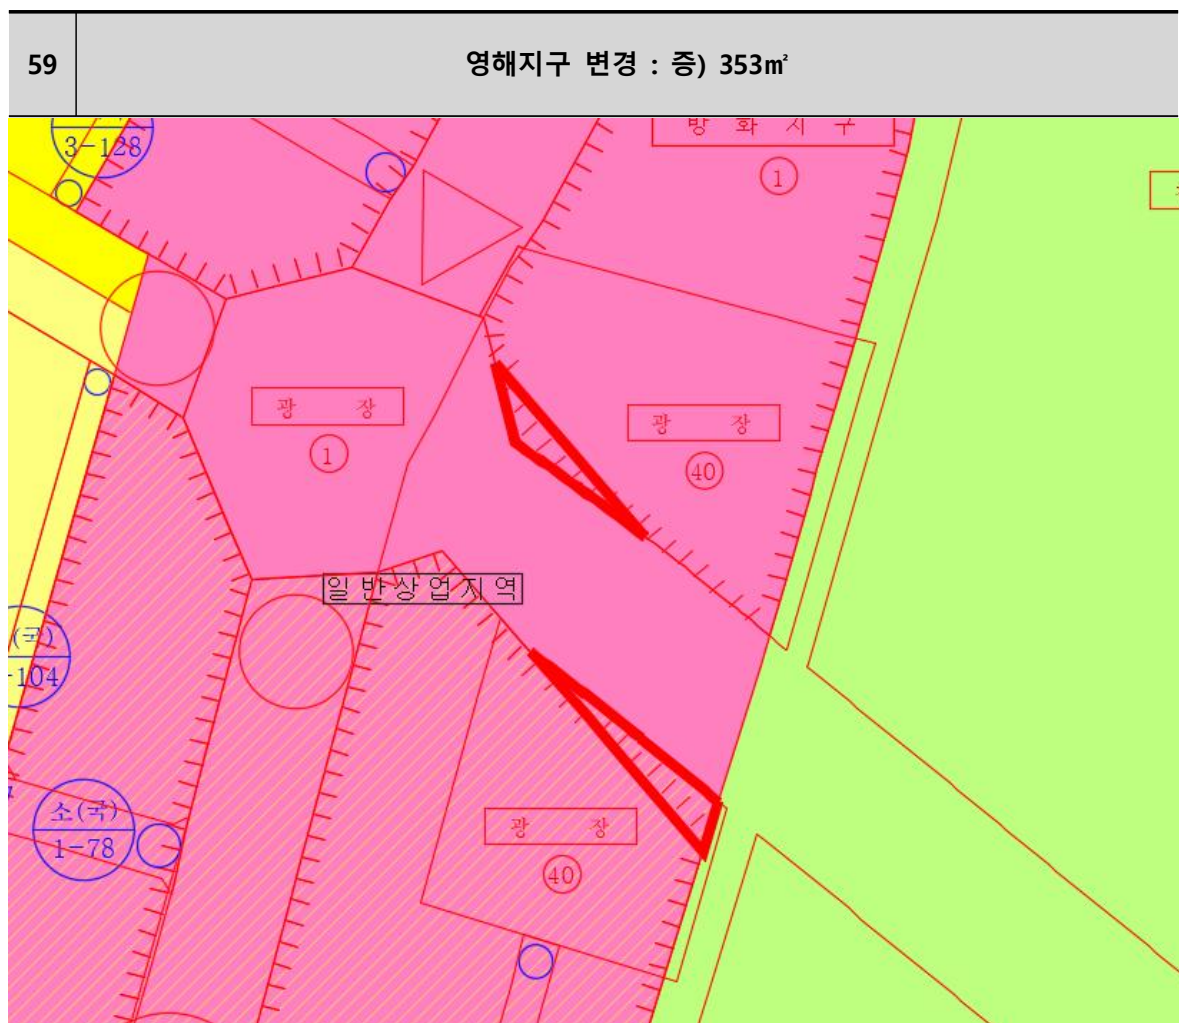 59
영해지구 변경 : 증) 353㎡
3-128
방 화 지 구
1
광 장
1
광 장
40
일반상업지역
(국)
-104
소(국)
1-78
광 장
40